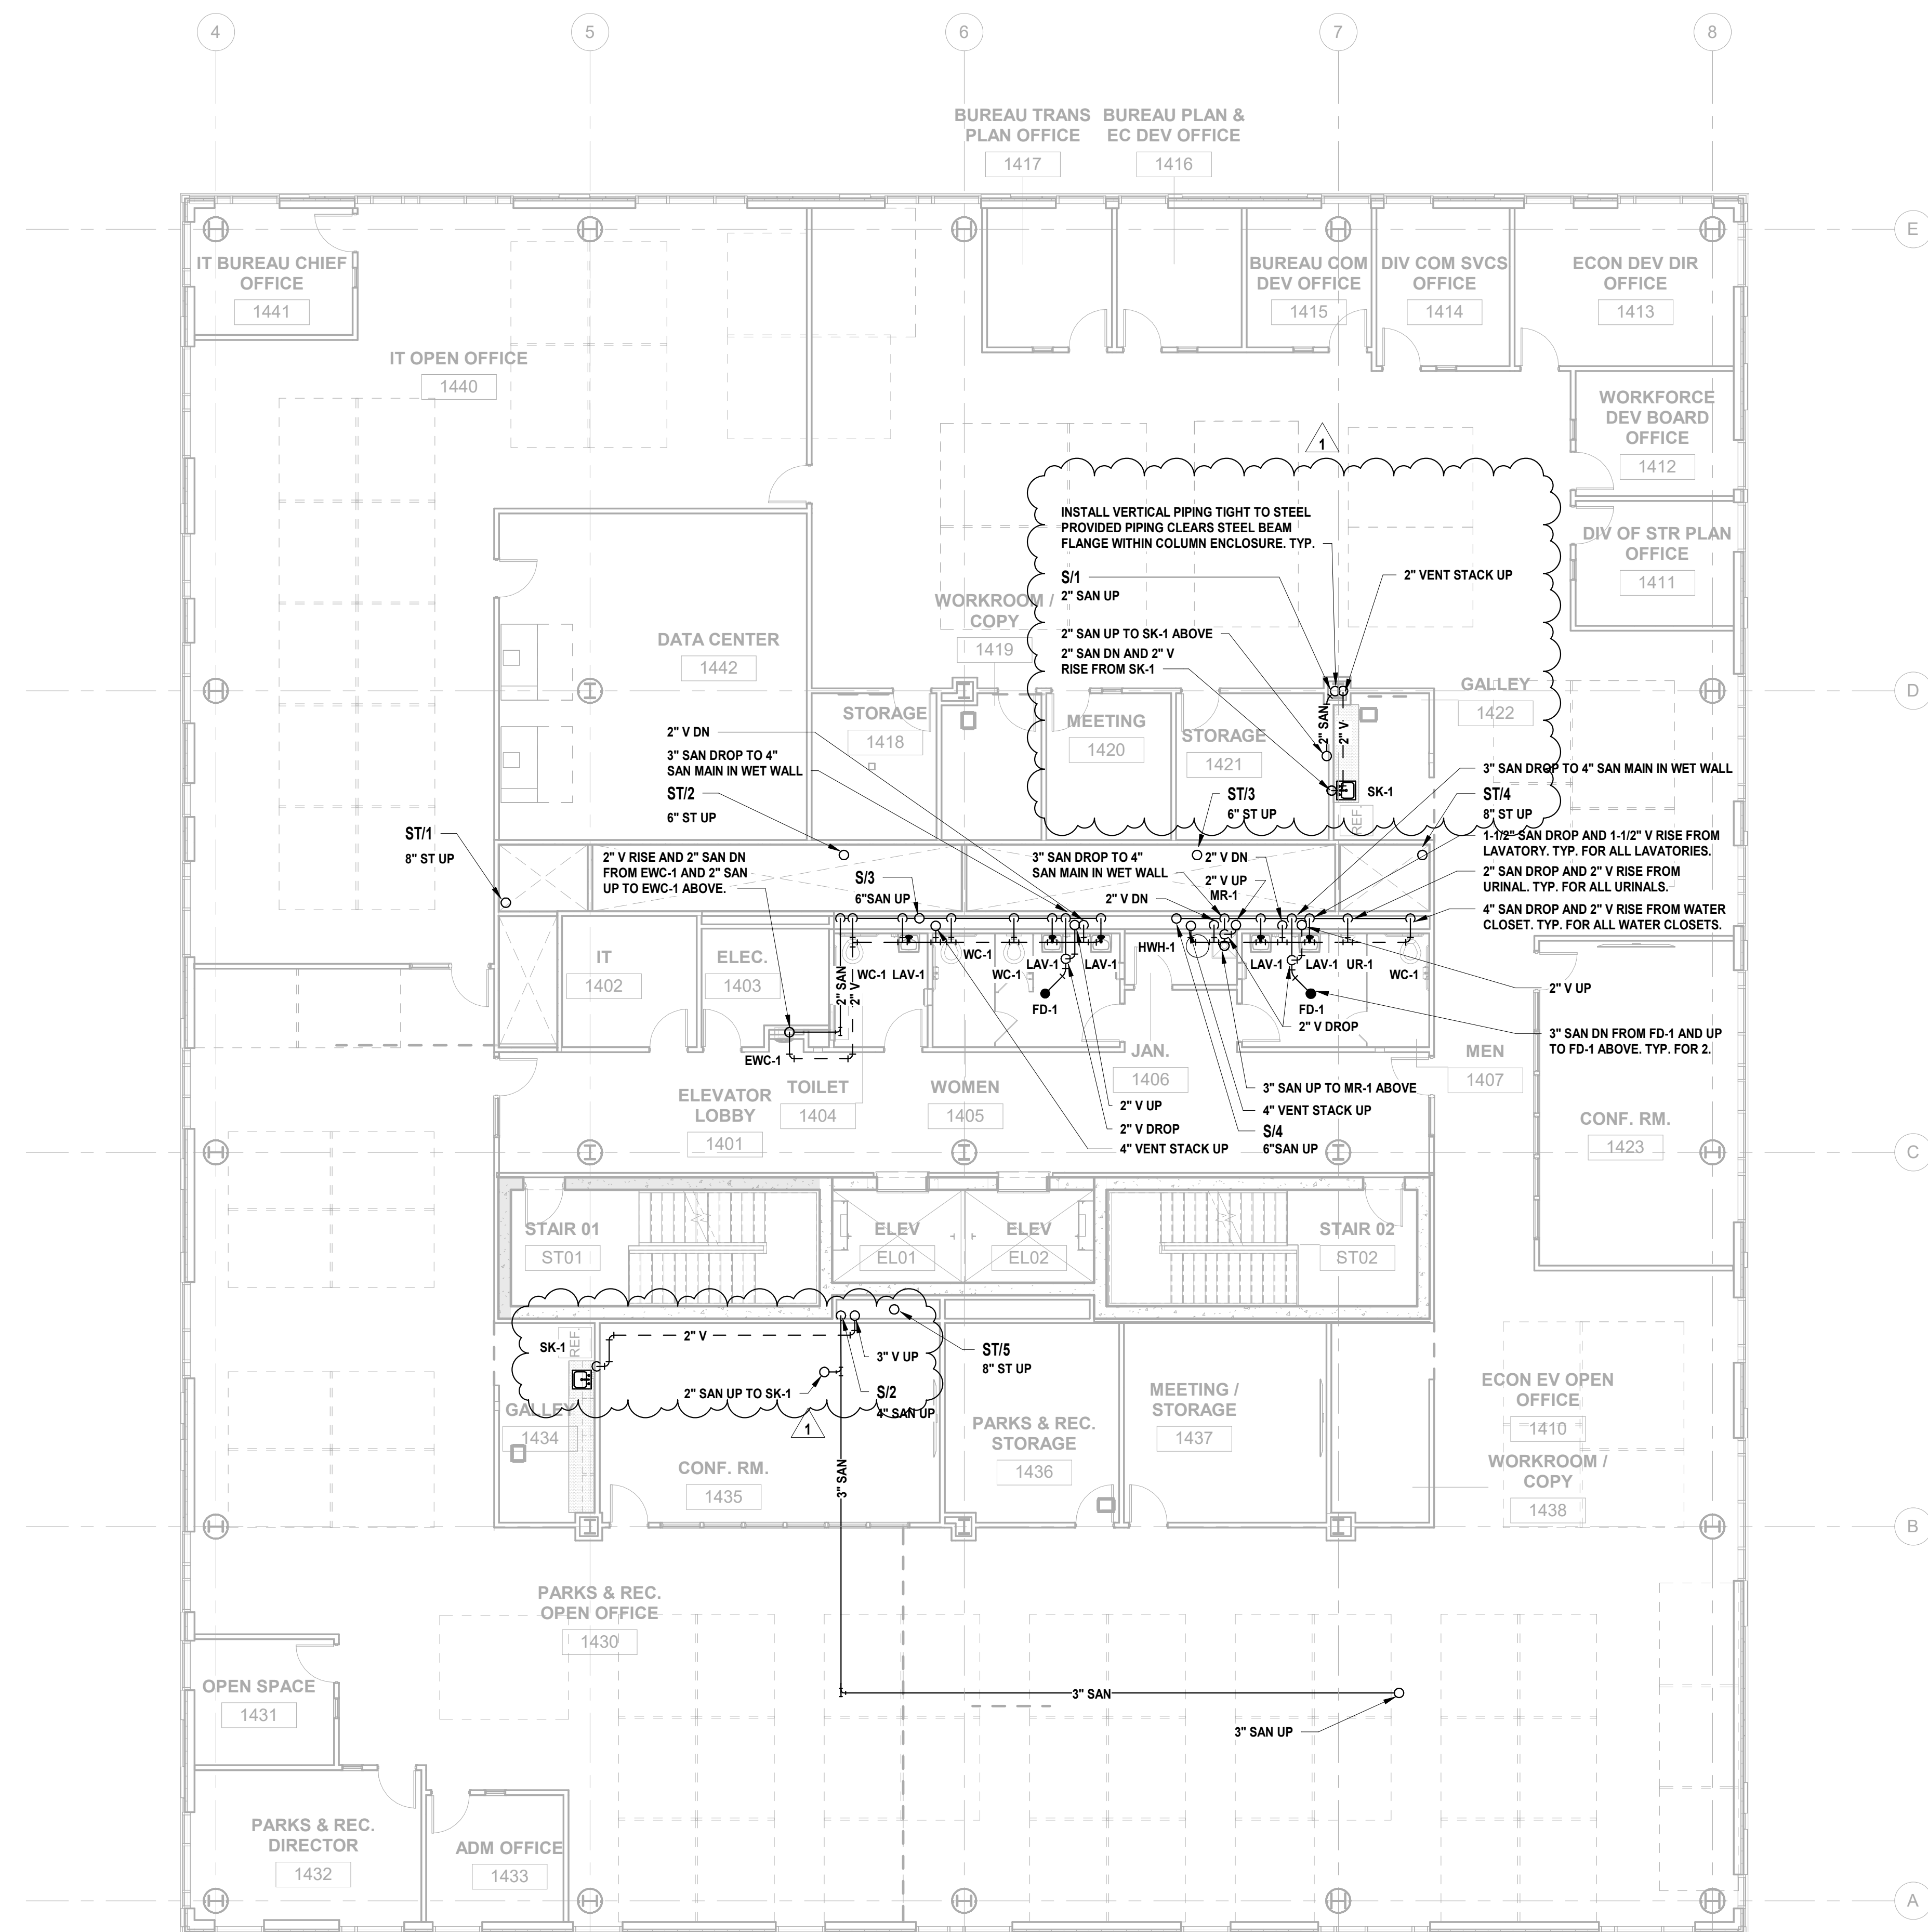 4
5
6
7
8
BUREAU TRANS
PLAN OFFICE
1417
BUREAU PLAN &
EC DEV OFFICE
1416
E
IT BUREAU CHIEF
OFFICE
1441
BUREAU COM
DEV OFFICE
1415
DIV COM SVCS
OFFICE
1414
ECON DEV DIR
OFFICE
1413
IT OPEN OFFICE
1440
WORKFORCE
DEV BOARD
OFFICE
1412
1
INSTALL VERTICAL PIPING TIGHT TO STEEL
PROVIDED PIPING CLEARS STEEL BEAM
FLANGE WITHIN COLUMN ENCLOSURE. TYP.
DIV OF STR PLAN
OFFICE
1411
S/1
2" SAN UP
2" VENT STACK UP
WORKROOM /
COPY
1419
2" SAN UP TO SK-1 ABOVE
2" SAN DN AND 2" V
RISE FROM SK-1
DATA CENTER
1442
D
GALLEY
1422
STORAGE
1418
MEETING
1420
STORAGE
1421
2" SAN
2" V
2" V DN
3" SAN DROP TO 4"
SAN MAIN IN WET WALL
ST/2
6" ST UP
ST/3
6" ST UP
SK-1
REF.
3" SAN DROP TO 4" SAN MAIN IN WET WALL
ST/4
8" ST UP
ST/1
8" ST UP
2" V RISE AND 2" SAN DN
FROM EWC-1 AND 2" SAN
UP TO EWC-1 ABOVE.
S/3
6"SAN UP
3" SAN DROP TO 4"
SAN MAIN IN WET WALL
2" V DN
2" V UP
MR-1
2" V DN
1-1/2" SAN DROP AND 1-1/2" V RISE FROM
LAVATORY. TYP. FOR ALL LAVATORIES.
2" SAN DROP AND 2" V RISE FROM
URINAL. TYP. FOR ALL URINALS.
4" SAN DROP AND 2" V RISE FROM WATER
CLOSET. TYP. FOR ALL WATER CLOSETS.
IT
1402
ELEC.
1403
2" SAN
2" V
WC-1
LAV-1
WC-1
WC-1
LAV-1
LAV-1
HWH-1
LAV-1
LAV-1
UR-1
WC-1
FD-1
FD-1
2" V DROP
2" V UP
3" SAN DN FROM FD-1 AND UP
TO FD-1 ABOVE. TYP. FOR 2.
EWC-1
JAN.
1406
MEN
1407
ELEVATOR
LOBBY
1401
TOILET
1404
WOMEN
1405
2" V UP
2" V DROP
4" VENT STACK UP
3" SAN UP TO MR-1 ABOVE
4" VENT STACK UP
S/4
6"SAN UP
CONF. RM.
1423
C
STAIR 01
ST01
ELEV
EL01
ELEV
EL02
STAIR 02
ST02
SK-1
REF.
2" V
3" V UP
ST/5
8" ST UP
2" SAN UP TO SK-1
S/2
4" SAN UP
1
GALLEY
1434
CONF. RM.
1435
3" SAN
PARKS & REC.
STORAGE
1436
MEETING /
STORAGE
1437
ECON EV OPEN
OFFICE
1410
WORKROOM /
COPY
1438
B
PARKS & REC.
OPEN OFFICE
1430
OPEN SPACE
1431
3" SAN
3" SAN UP
PARKS & REC.
DIRECTOR
1432
ADM OFFICE
1433
A